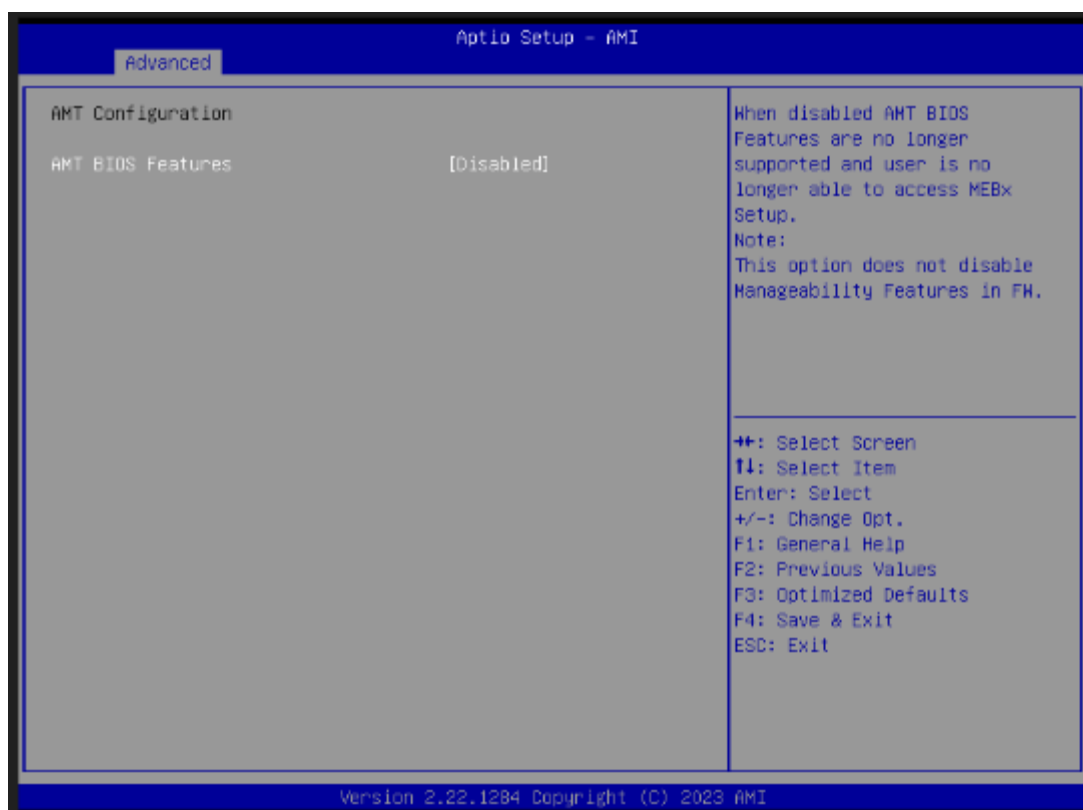 Aptio Setup - AMI
Advanced
AMT Configuration
AMT BIOS Features [Disabled]
When disabled AMT BIOS
Features are no longer
supported and user is no
longer able to access MEBx
Setup.
Note:
This option does not disable
Manageability Features in FW.
→←: Select Screen
↑↓: Select Item
Enter: Select
+/-: Change Opt.
F1: General Help
F2: Previous Values
F3: Optimized Defaults
F4: Save & Exit
ESC: Exit
Version 2.22.1284 Copyright (C) 2023 AMI